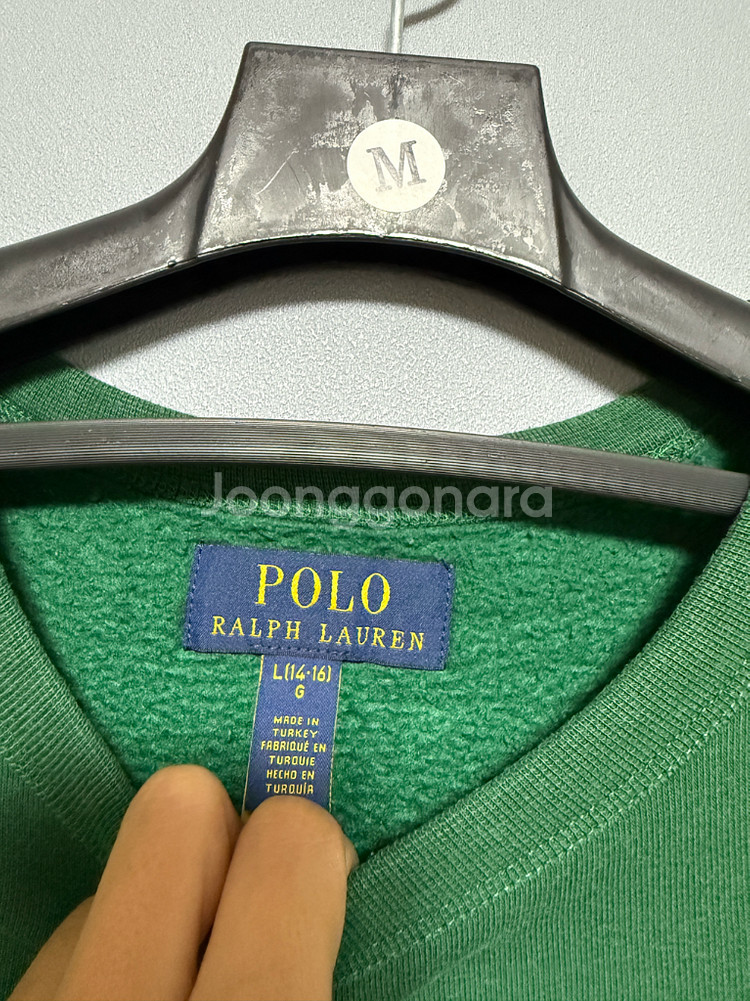 M
Joonggonara
POLO
RALPH LAUREN
L(14-16)
G
MADE IN
TURKEY
FABRIQUÉ EN
TURQUIE
HECHO EN
TURQUÍA